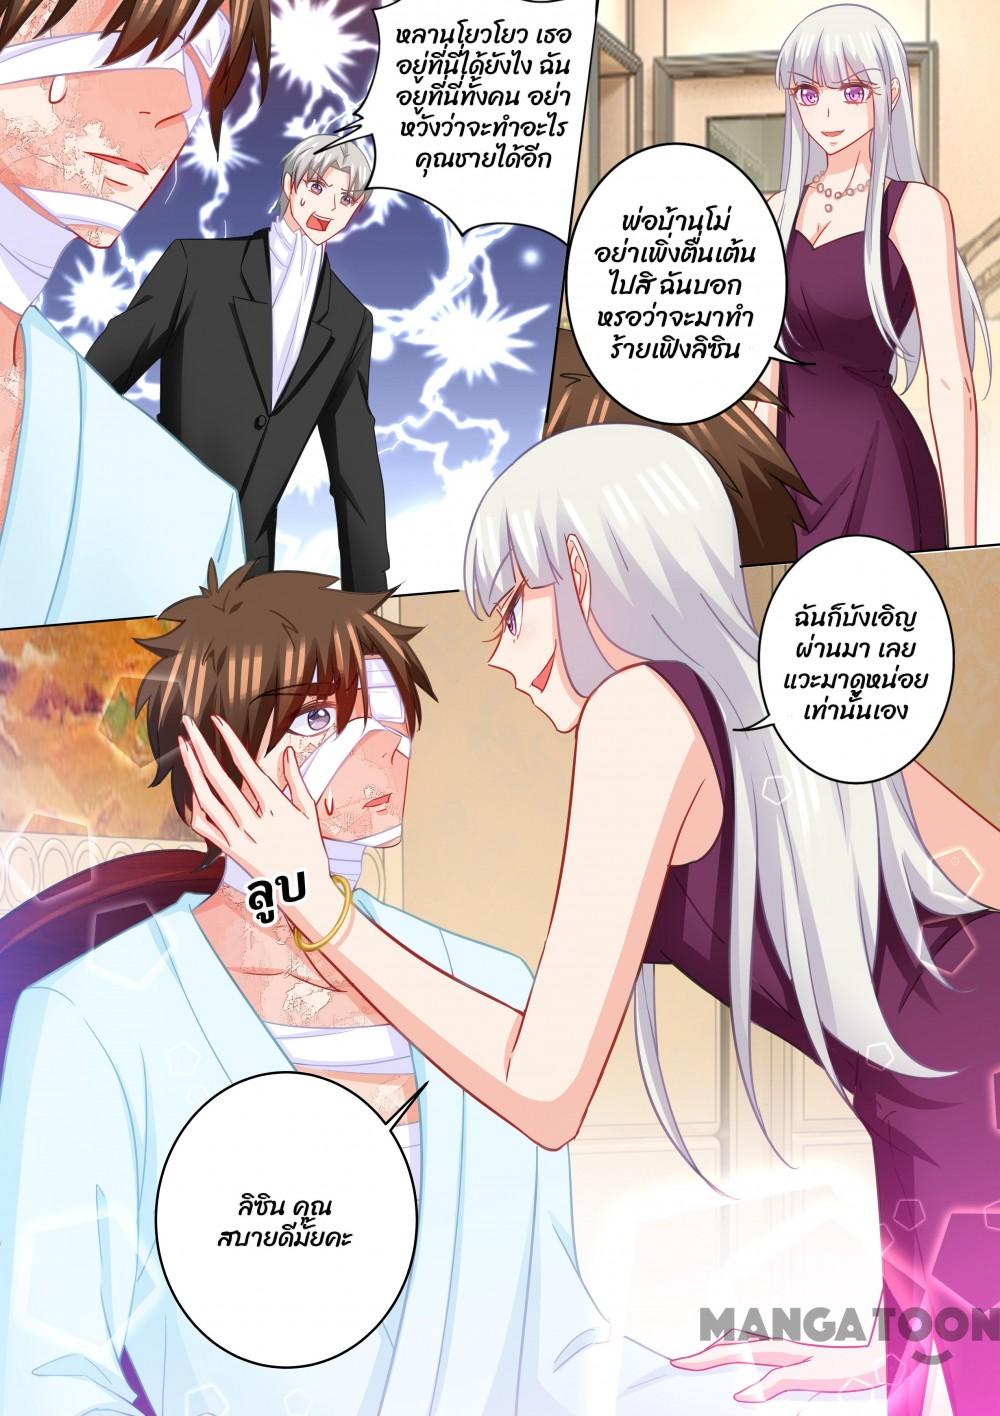 หลานโยวโยว เธอ
อยู่ที่นี่ได้ยังไง ฉัน
อยู่ที่นี่ทั้งคน อย่า
หวังว่าจะทำอะไร
คุณชายได้อีก
พ่อบ้านโม่
อย่าเพิ่งตื่นเต้น
ไปสิ ฉันบอก
หรอว่าจะมาทำ
ร้ายเฟิงลิซิน
ฉันก็บังเอิญ
ผ่านมา เลย
แวะมาดูหน่อย
เท่านั้นเอง
ลูบ
ลิซิน คุณ
สบายดีมั้ยคะ
MANGATOON